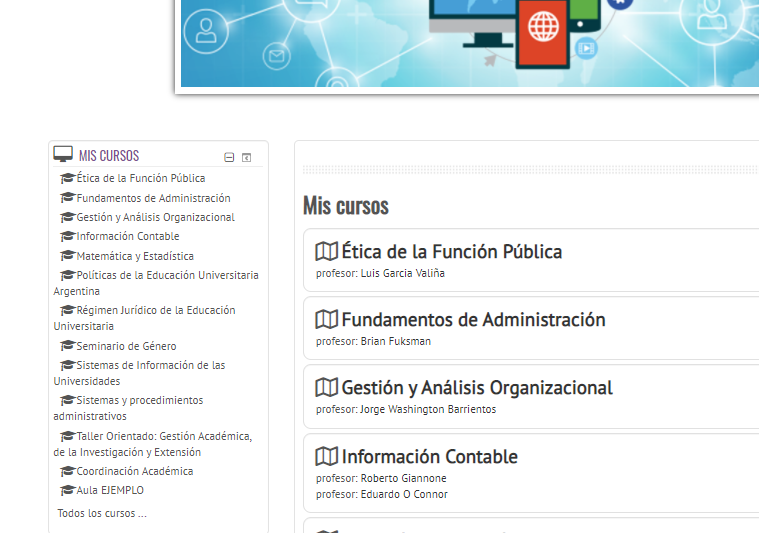 MIS CURSOS
Ética de la Función Pública
Fundamentos de Administración
Gestión y Análisis Organizacional
Información Contable
Matemática y Estadística
Políticas de la Educación Universitaria
Argentina
Régimen Jurídico de la Educación
Universitaria
Seminario de Género
Sistemas de Información de las
Universidades
Sistemas y procedimientos
administrativos
Taller Orientado: Gestión Académica,
de la Investigación y Extensión
Coordinación Académica
Aula EJEMPLO
Todos los cursos ...
Mis cursos
Ética de la Función Pública
profesor: Luis Garcia Valiña
Fundamentos de Administración
profesor: Brian Fuksman
Gestión y Análisis Organizacional
profesor: Jorge Washington Barrientos
Información Contable
profesor: Roberto Giannone
profesor: Eduardo O Connor